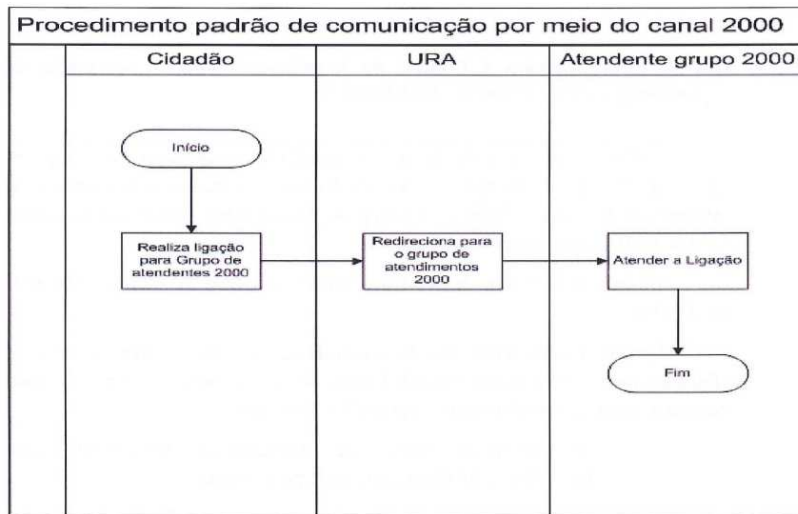 Procedimento padrão de comunicação por meio do canal 2000
Cidadão
URA
Atendente grupo 2000
Início
Realiza ligação
para Grupo de
atendentes 2000
Redireciona para
o grupo de
atendimentos
2000
Atender a Ligação
Fim